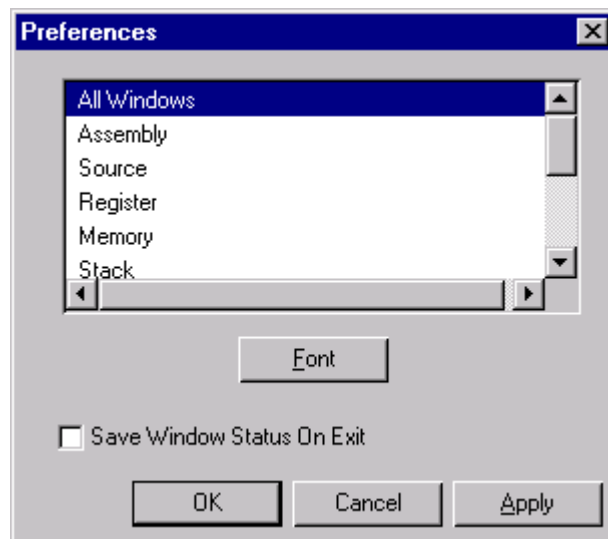 Preferences
All Windows
Assembly
Source
Register
Memory
Stack
Font
Save Window Status On Exit
OK Cancel Apply